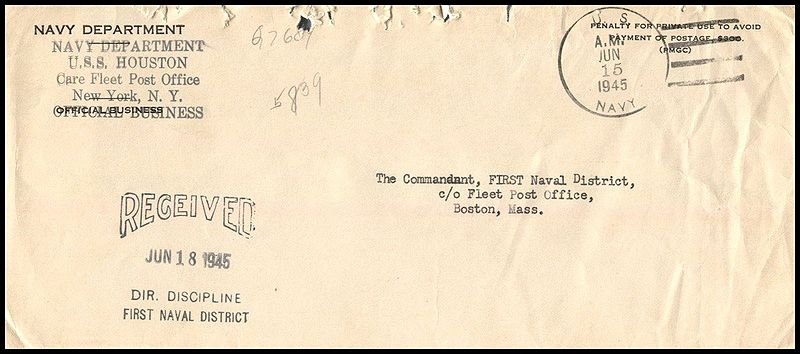 NAVY DEPARTMENT
NAVY DEPARTMENT
U.S.S. HOUSTON
Care Fleet Post Office
New York, N. Y.
OFFICIAL BUSINESS
OFFICIAL BUSINESS
5839
U S
A.M.
JUN
15
1945
NAVY
PENALTY FOR PRIVATE USE TO AVOID
PAYMENT OF POSTAGE, $300.
(PMGC)
The Commandant, FIRST Naval District,
c/o Fleet Post Office,
Boston, Mass.
RECEIVED
JUN 18 1945
DIR. DISCIPLINE
FIRST NAVAL DISTRICT